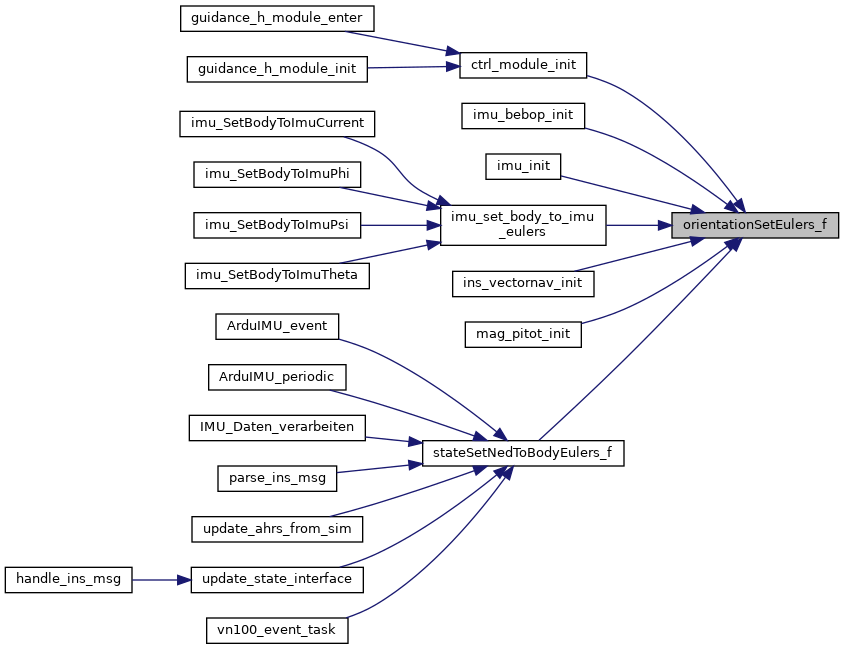 guidance_h_module_enter
ctrl_module_init
guidance_h_module_init
imu_bebop_init
imu_SetBodyToImuCurrent
imu_init
imu_SetBodyToImuPhi
imu_set_body_to_imu
_eulers
imu_SetBodyToImuPsi
orientationSetEulers_f
imu_SetBodyToImuTheta
ins_vectornav_init
ArduIMU_event
mag_pitot_init
ArduIMU_periodic
IMU_Daten_verarbeiten
stateSetNedToBodyEulers_f
parse_ins_msg
update_ahrs_from_sim
handle_ins_msg
update_state_interface
vn100_event_task